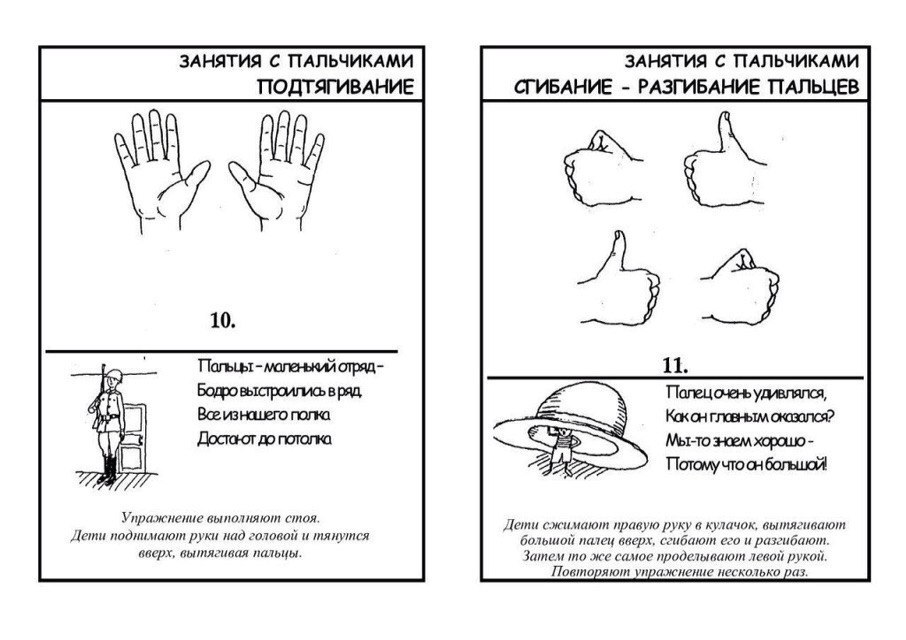 ЗАНЯТИЯ С ПАЛЬЧИКАМИ
ПОДТЯГИВАНИЕ
10.
Пальцы – маленький отряд –
Бодро выстроились в ряд.
Все из нашего полка
Достают до потолка
Упражнение выполняют стоя.
Дети поднимают руки над головой и тянутся
вверх, вытягивая пальцы.
ЗАНЯТИЯ С ПАЛЬЧИКАМИ
СГИБАНИЕ – РАЗГИБАНИЕ ПАЛЬЦЕВ
11.
Палец очень удивлялся,
Как он главным оказался?
Мы-то знаем хорошо –
Потому что он большой!
Дети сжимают правую руку в кулачок, вытягивают
большой палец вверх, сгибают его и разгибают.
Затем то же самое проделывают левой рукой.
Повторяют упражнение несколько раз.